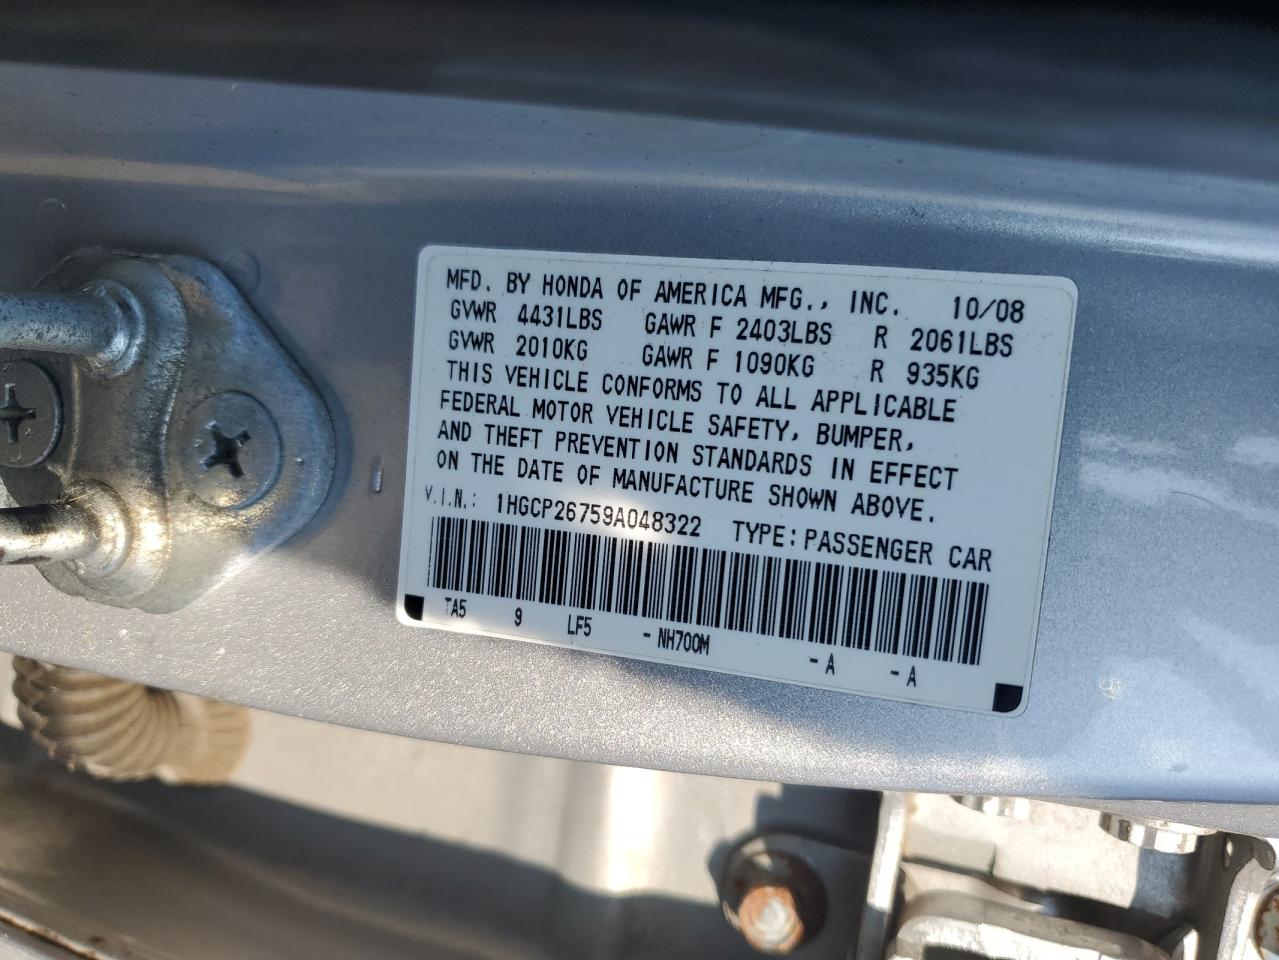 MFD. BY HONDA OF AMERICA MFG., INC. 10/08
GVWR 4431LBS GAWR F 2403LBS R 2061LBS
GVWR 2010KG GAWR F 1090KG R 935KG
THIS VEHICLE CONFORMS TO ALL APPLICABLE
FEDERAL MOTOR VEHICLE SAFETY, BUMPER,
AND THEFT PREVENTION STANDARDS IN EFFECT
ON THE DATE OF MANUFACTURE SHOWN ABOVE.
V.I.N.: 1HGCP26759A048322 TYPE: PASSENGER CAR
TA5 9 LF5 - NH700M - A - A